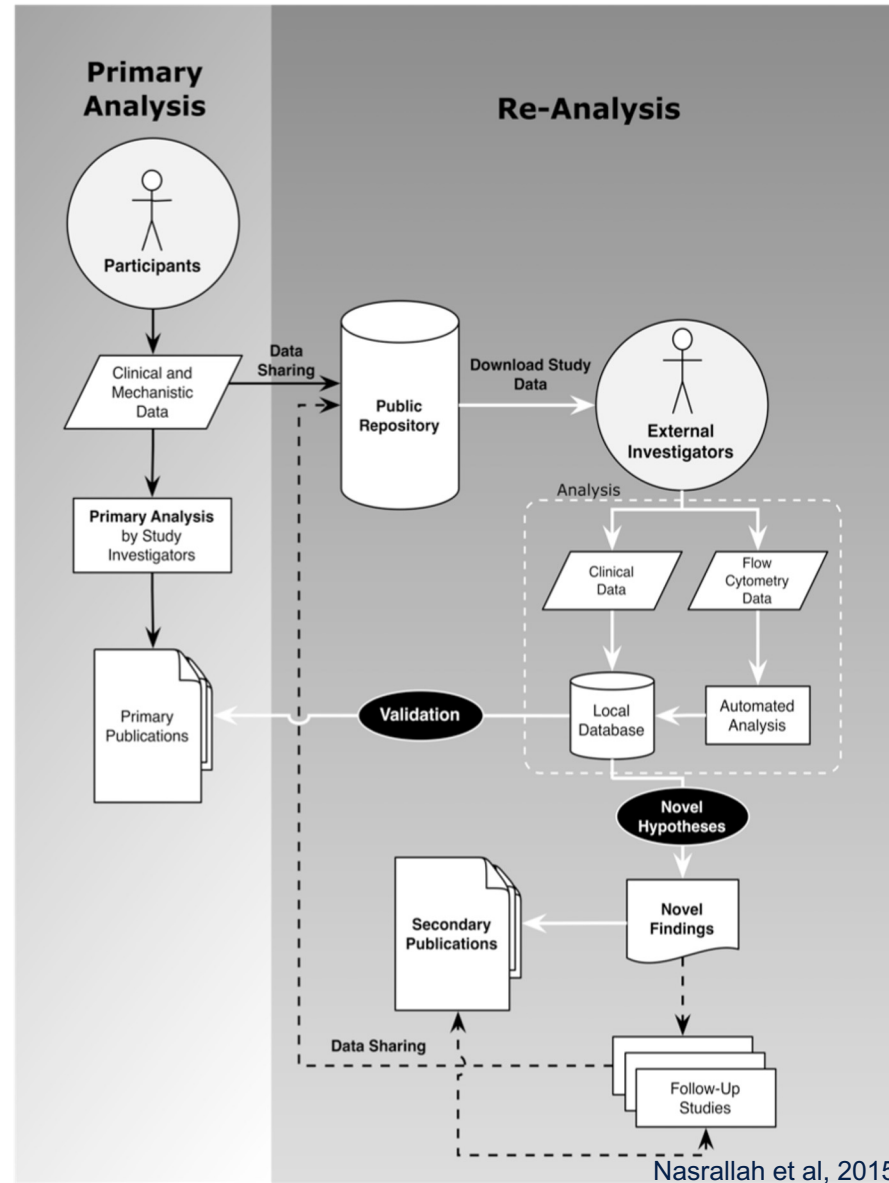 Primary
Analysis
Re-Analysis
Participants
Clinical and
Mechanistic
Data
Data
Sharing
Public
Repository
Download Study
Data
External
Investigators
Primary Analysis
by Study
Investigators
Analysis
Clinical
Data
Flow
Cytometry
Data
Primary
Publications
Validation
Local
Database
Automated
Analysis
Novel
Hypotheses
Secondary
Publications
Novel
Findings
Data Sharing
Follow-Up
Studies
Nasrallah et al, 2015